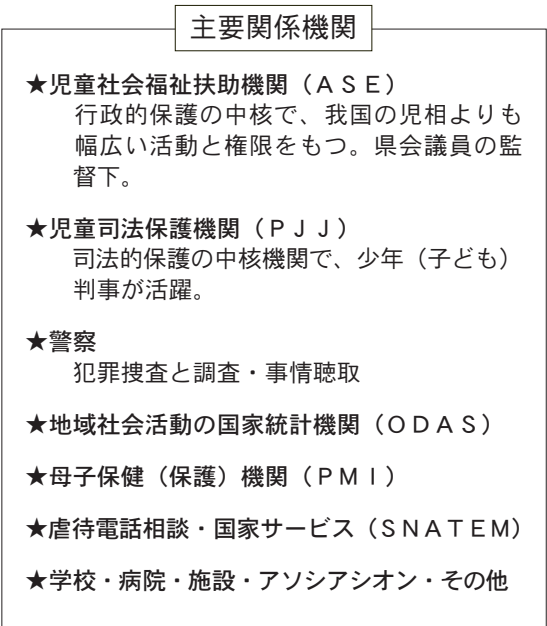 主要関係機関
★児童社会福祉扶助機関（ＡＳＥ）
行政的保護の中核で、我国の児相よりも
幅広い活動と権限をもつ。県会議員の監
督下。
★児童司法保護機関（ＰＪＪ）
司法的保護の中核機関で、少年（子ども）
判事が活躍。
★警察
犯罪捜査と調査・事情聴取
★地域社会活動の国家統計機関（ＯＤＡＳ）
★母子保健（保護）機関（ＰＭＩ）
★虐待電話相談・国家サービス（ＳＮＡＴＥＭ）
★学校・病院・施設・アソシアシオン・その他